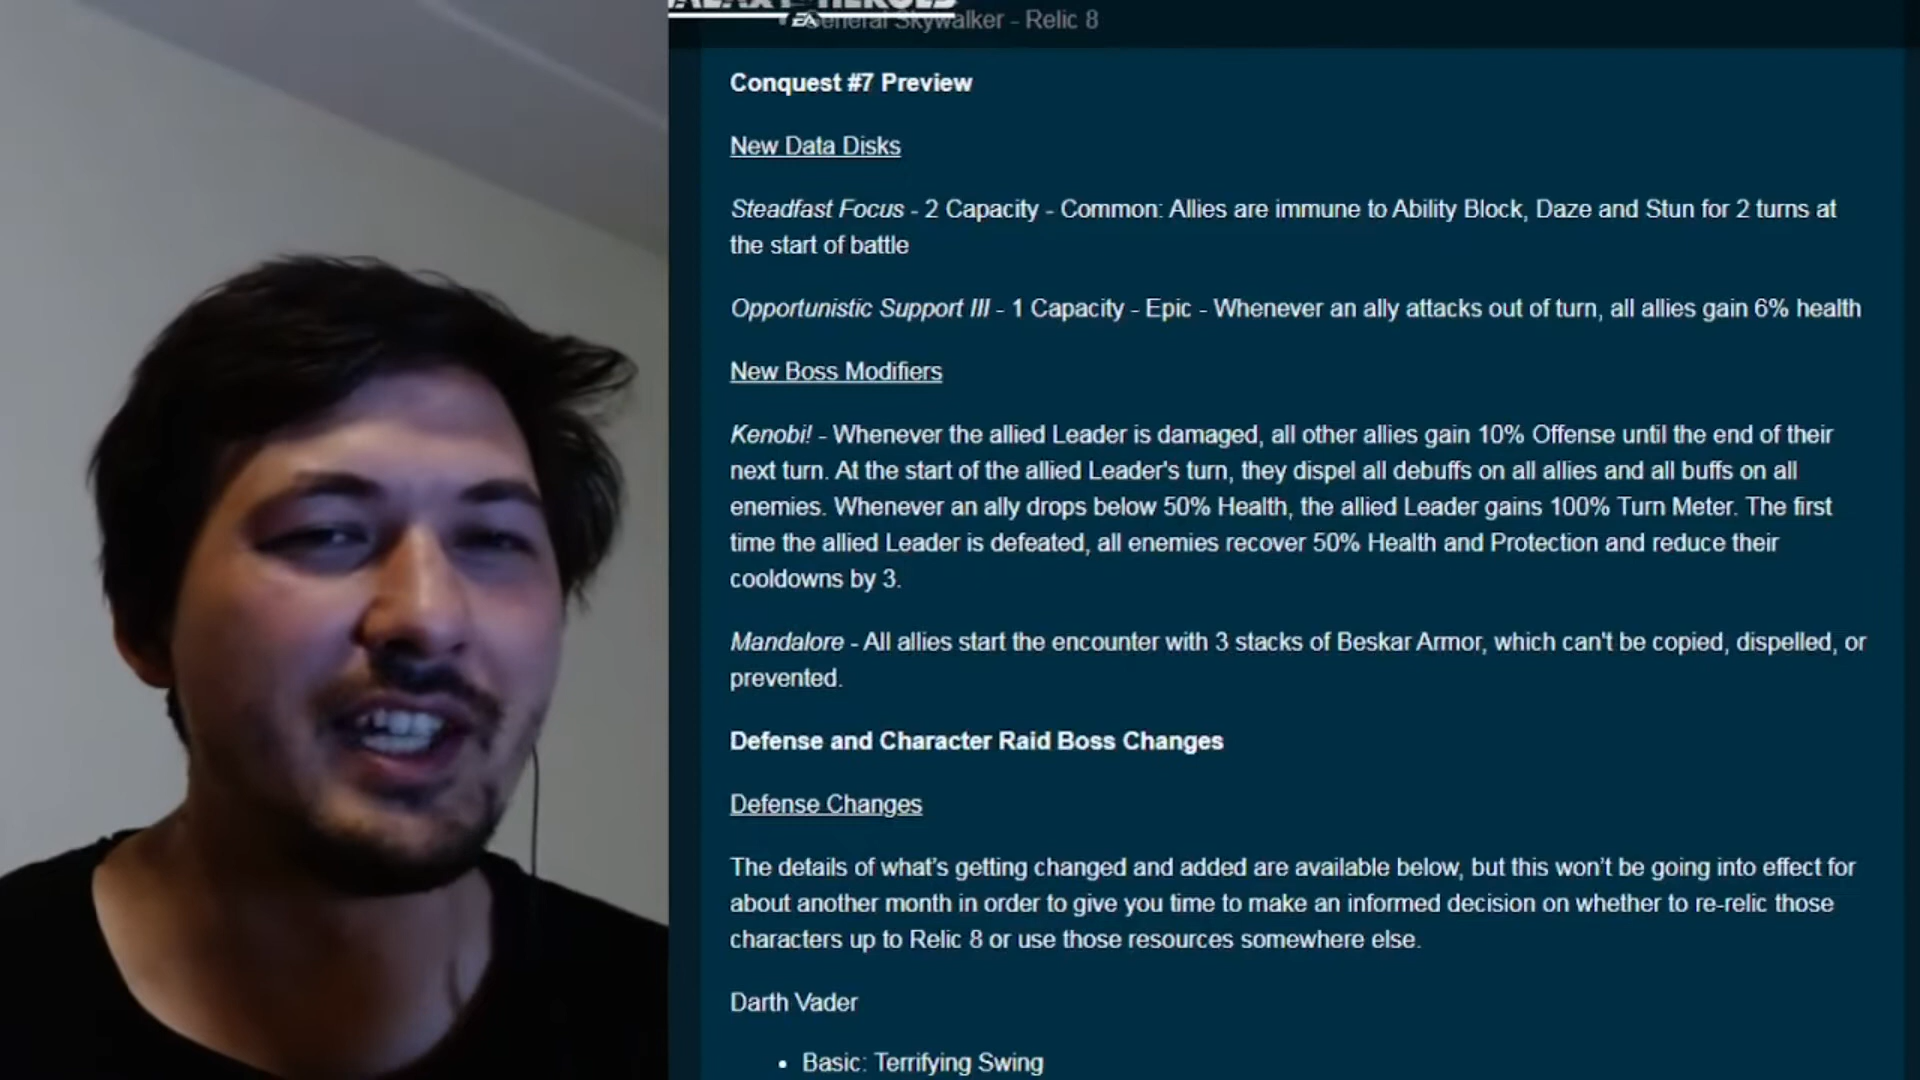 GALAXY OF HEROES
EA
General Skywalker - Relic 8
Conquest #7 Preview
New Data Disks
Steadfast Focus - 2 Capacity - Common: Allies are immune to Ability Block, Daze and Stun for 2 turns at
the start of battle
Opportunistic Support III - 1 Capacity - Epic - Whenever an ally attacks out of turn, all allies gain 6% health
New Boss Modifiers
Kenobi! - Whenever the allied Leader is damaged, all other allies gain 10% Offense until the end of their
next turn. At the start of the allied Leader's turn, they dispel all debuffs on all allies and all buffs on all
enemies. Whenever an ally drops below 50% Health, the allied Leader gains 100% Turn Meter. The first
time the allied Leader is defeated, all enemies recover 50% Health and Protection and reduce their
cooldowns by 3.
Mandalore - All allies start the encounter with 3 stacks of Beskar Armor, which can't be copied, dispelled, or
prevented.
Defense and Character Raid Boss Changes
Defense Changes
The details of what’s getting changed and added are available below, but this won’t be going into effect for
about another month in order to give you time to make an informed decision on whether to re-relic those
characters up to Relic 8 or use those resources somewhere else.
Darth Vader
• Basic: Terrifying Swing